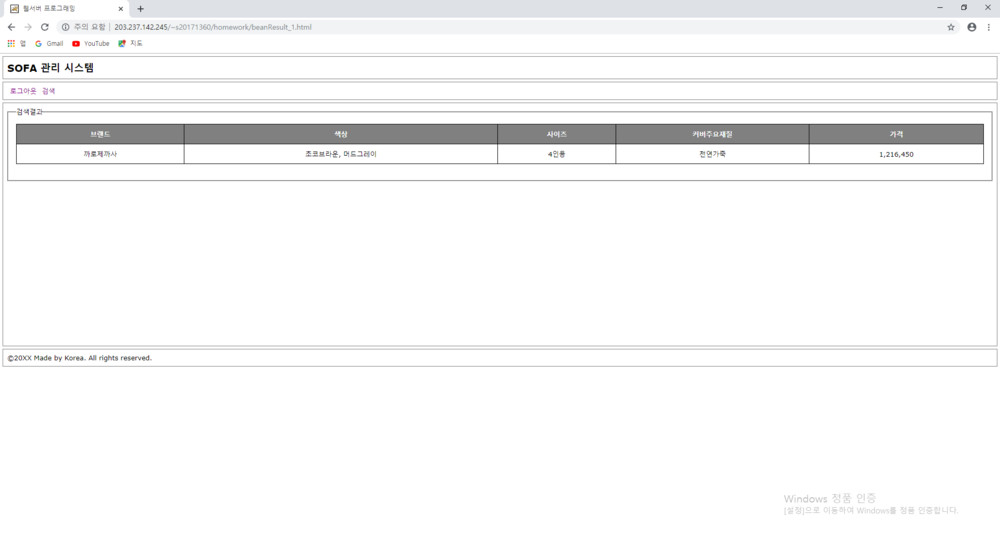 웹서버 프로그래밍
주의 요함 | 203.237.142.245/~s20171360/homework/beanResult_1.html
앱 Gmail YouTube 지도
SOFA 관리 시스템
로그아웃 검색
검색결과
브랜드 색상 사이즈 커버주요재질 가격
까로제까사 초코브라운, 머드그레이 4인용 천연가죽 1,216,450
©20XX Made by Korea. All rights reserved.
Windows 정품 인증
[설정]으로 이동하여 Windows를 정품 인증합니다.